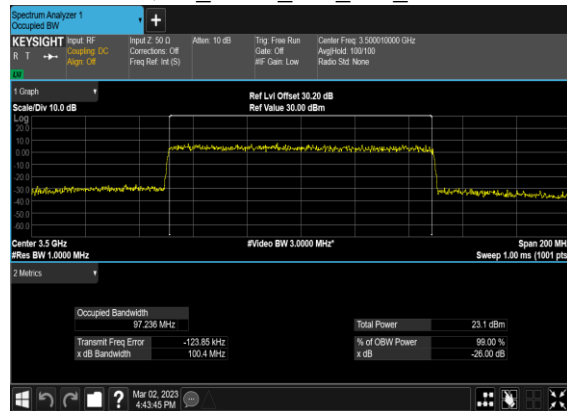 Spectrum Analyzer 1
Occupied BW
+
KEYSIGHT Input: RF Input Z: 50 Ω Atten: 10 dB Trig: Free Run Center Freq: 3.500010000 GHz
R T Coupling: DC Corrections: Off Gate: Off Avg|Hold: 100/100
Align: Off Freq Ref: Int (S) #IF Gain: Low Radio Std: None
1 Graph
Ref Lvl Offset 30.20 dB
Scale/Div 10.0 dB Ref Value 30.00 dBm
Log
20.0
10.0
0.00
-10.0
-20.0
-30.0
-40.0
-50.0
-60.0
Center 3.5 GHz #Video BW 3.0000 MHz* Span 200 MH
#Res BW 1.0000 MHz Sweep 1.00 ms (1001 pts
2 Metrics
Occupied Bandwidth
97.236 MHz Total Power 23.1 dBm
Transmit Freq Error -123.85 kHz % of OBW Power 99.00 %
x dB Bandwidth 100.4 MHz x dB -26.00 dB
? Mar 02, 2023
4:43:45 PM